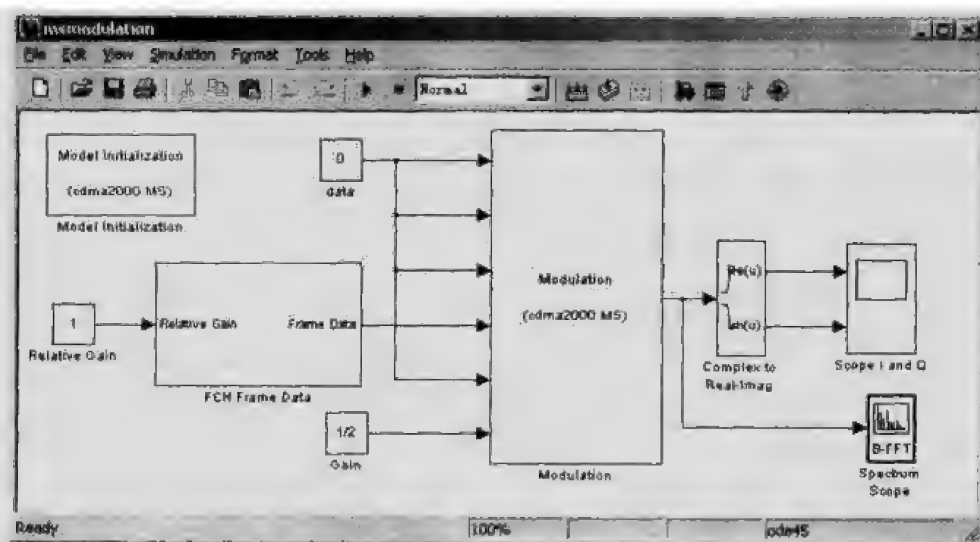 msmodulation
File Edit View Simulation Format Tools Help
Normal
Model Initialization
(cdma2000 MS)
Model Initialization
0
data
Modulation
(cdma2000 MS)
Modulation
1
Relative Gain
Relative Gain
Frame Data
FCH Frame Data
1/2
Gain
Re(u)
Im(u)
Complex to
Real-Imag
Scope I and Q
B-FFT
Spectrum
Scope
Ready
100%
ode45